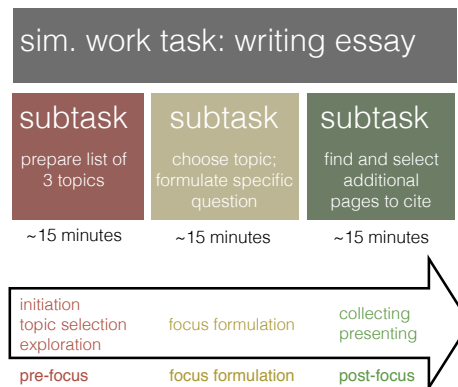 sim. work task: writing essay
subtask
prepare list of
3 topics
subtask
choose topic;
formulate specific
question
subtask
find and select
additional
pages to cite
~15 minutes
~15 minutes
~15 minutes
initiation
topic selection
exploration
focus formulation
collecting
presenting
pre-focus
focus formulation
post-focus